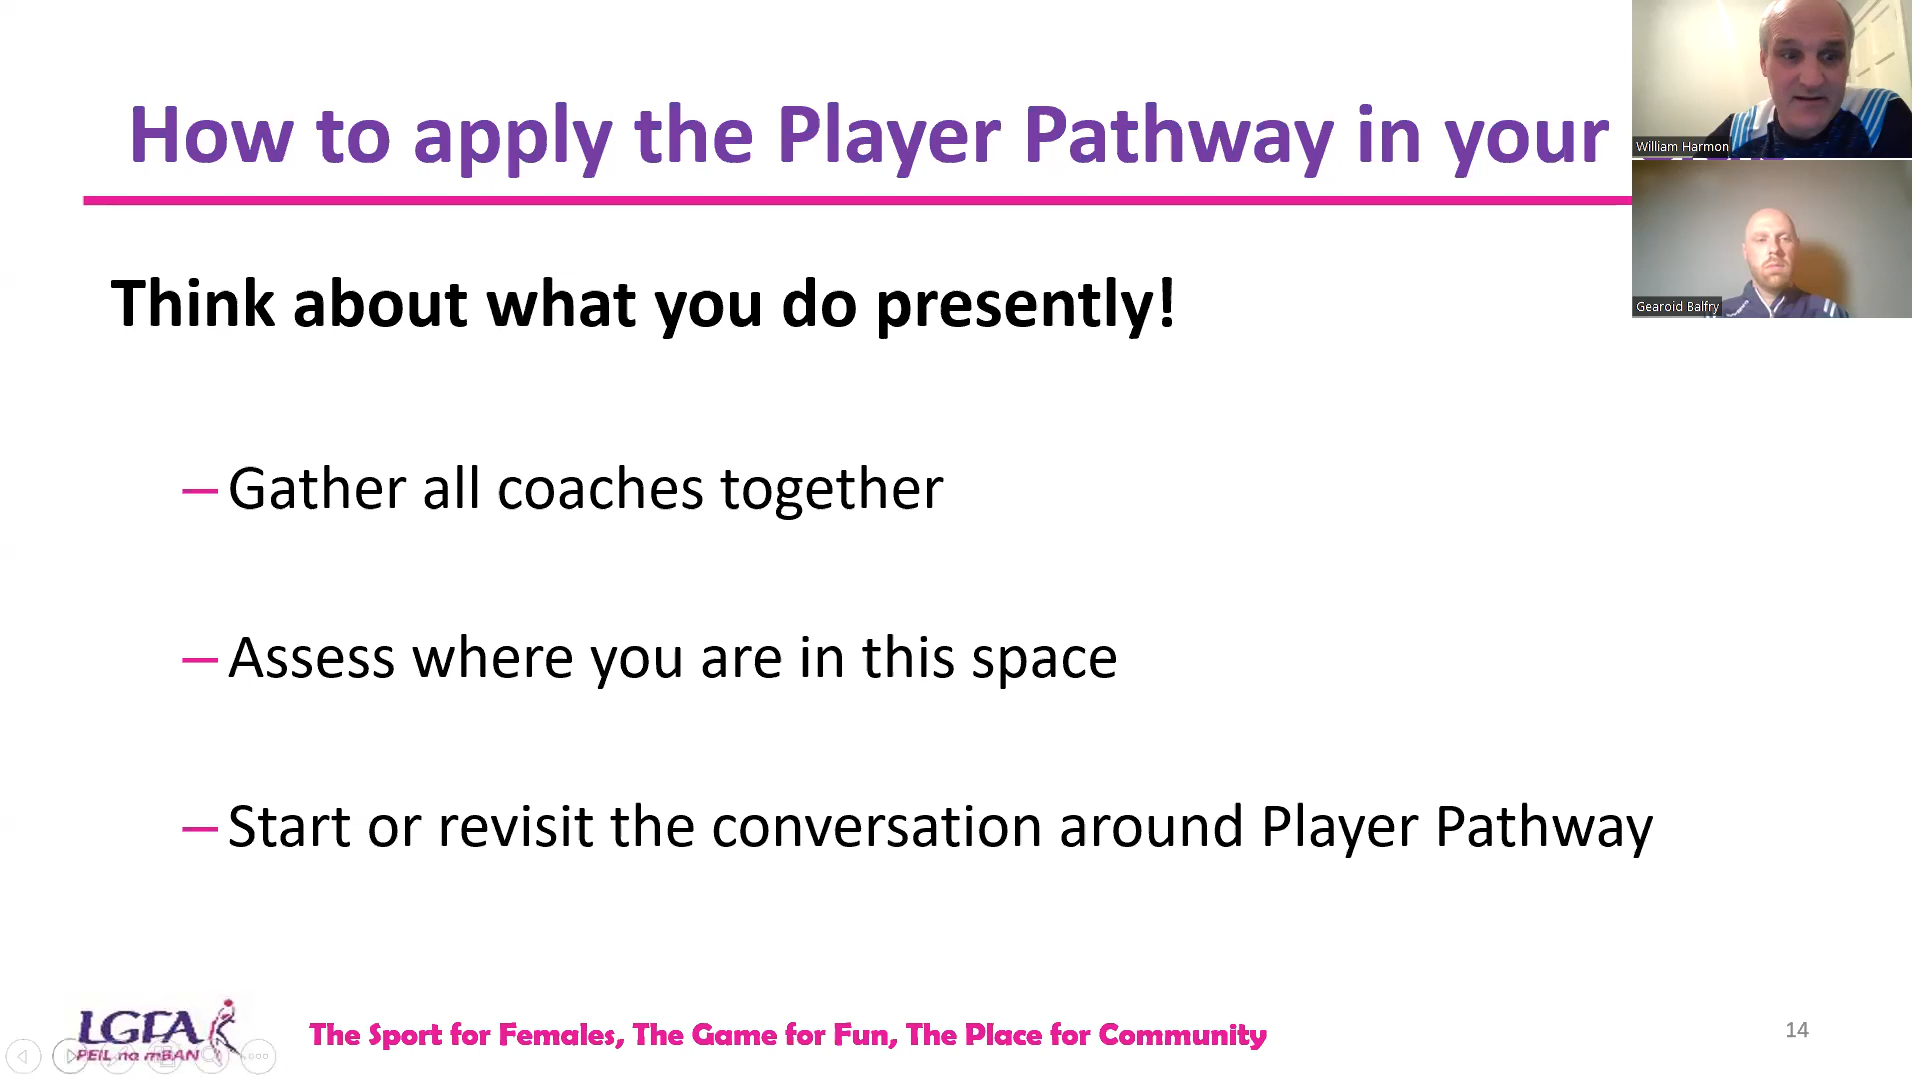 How to apply the Player Pathway in your
William Harmon
Gearoid Balfry
Think about what you do presently!
– Gather all coaches together
– Assess where you are in this space
– Start or revisit the conversation around Player Pathway
LGFA
PEIL na mBAN
The Sport for Females, The Game for Fun, The Place for Community
14